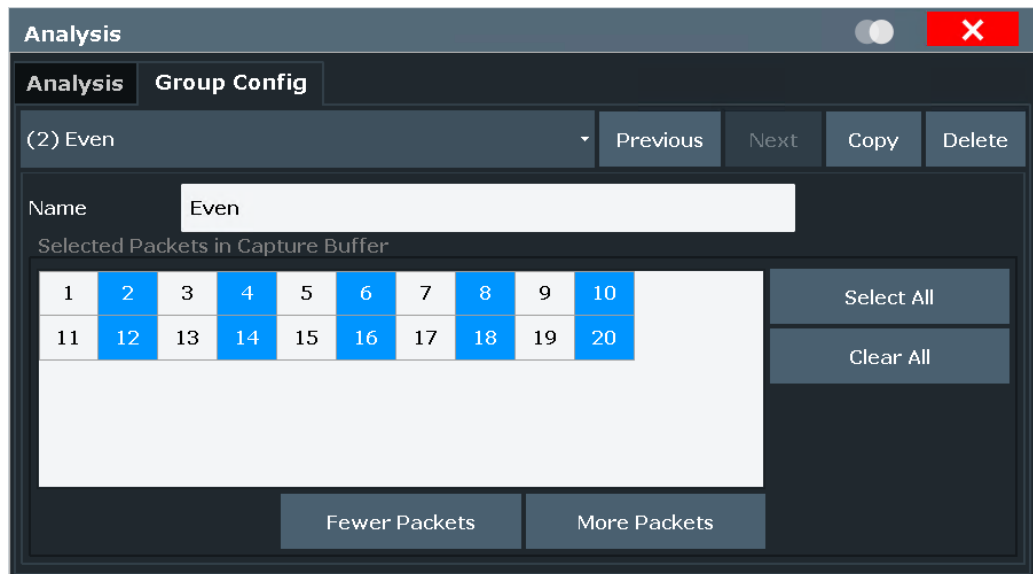 Analysis
Analysis Group Config
(2) Even Previous Next Copy Delete
Name Even
Selected Packets in Capture Buffer
1 2 3 4 5 6 7 8 9 10 Select All
11 12 13 14 15 16 17 18 19 20
Clear All
Fewer Packets More Packets